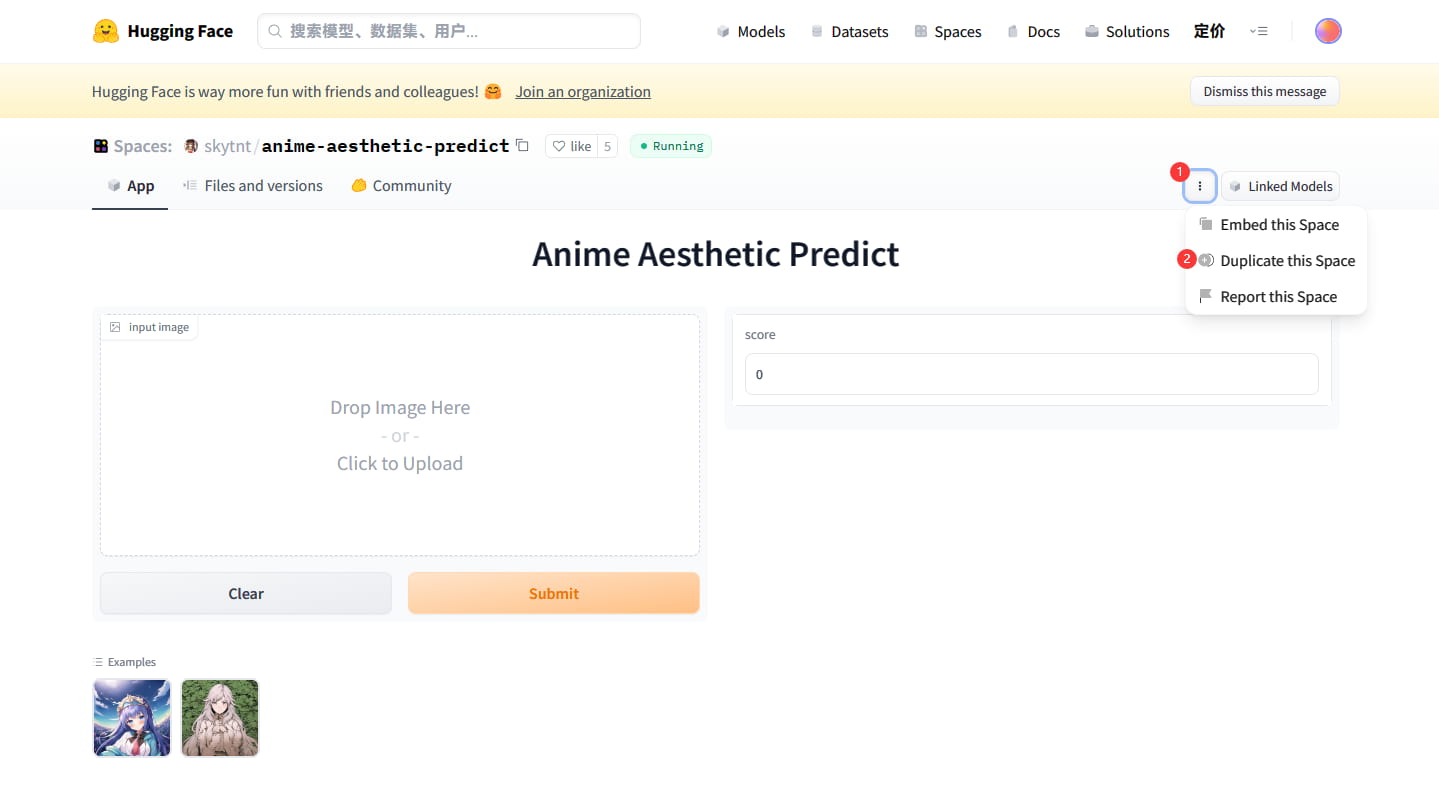 Hugging Face
搜索模型、数据集、用户...
Models
Datasets
Spaces
Docs
Solutions
定价
Hugging Face is way more fun with friends and colleagues! 🤗 Join an organization
Dismiss this message
Spaces: skytnt/anime-aesthetic-predict
like 5
Running
App
Files and versions
Community
1
Linked Models
Embed this Space
2
Duplicate this Space
Report this Space
Anime Aesthetic Predict
input image
Drop Image Here
- or -
Click to Upload
score
0
Clear
Submit
Examples